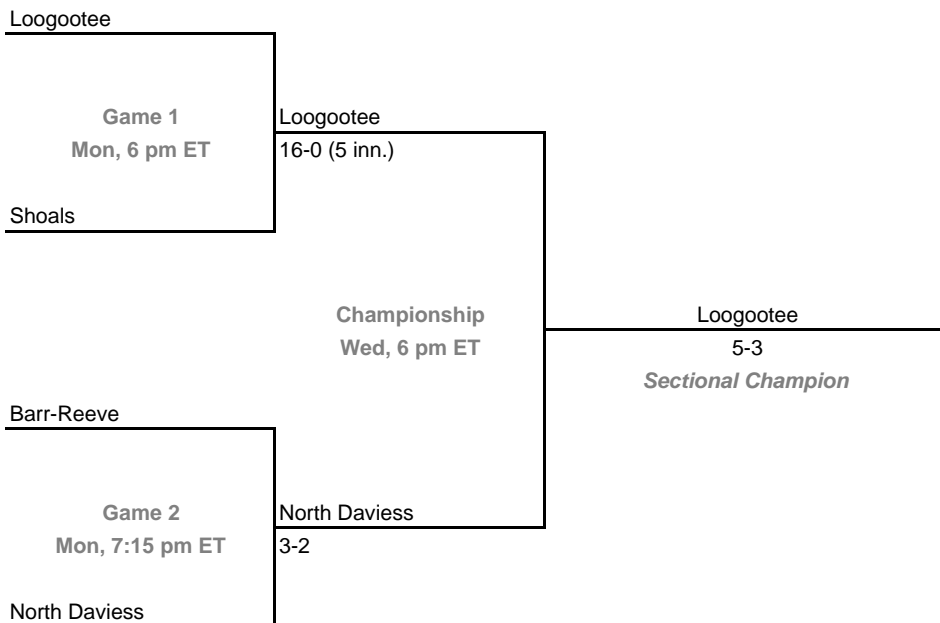 Loogootee
Game 1
Mon, 6 pm ET
Loogootee
16-0 (5 inn.)
Shoals
Championship
Wed, 6 pm ET
Loogootee
5-3
Sectional Champion
Barr-Reeve
Game 2
Mon, 7:15 pm ET
North Daviess
3-2
North Daviess